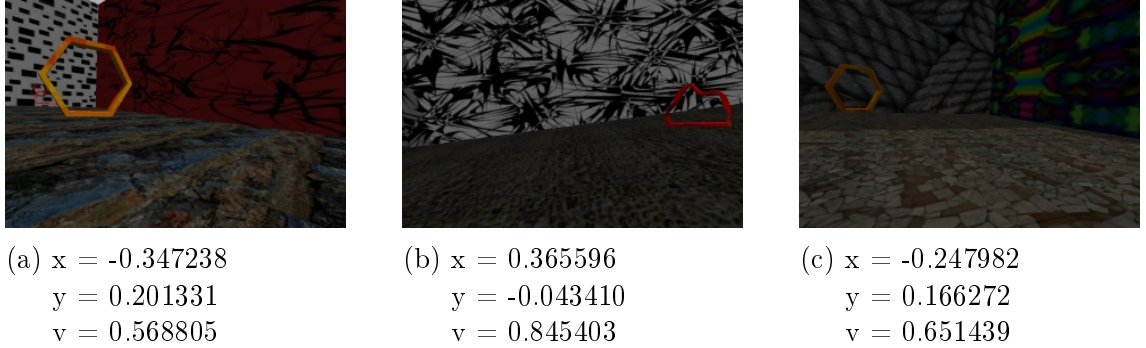 (a) x = -0.347238
y = 0.201331
v = 0.568805
(b) x = 0.365596
y = -0.043410
v = 0.845403
(c) x = -0.247982
y = 0.166272
v = 0.651439